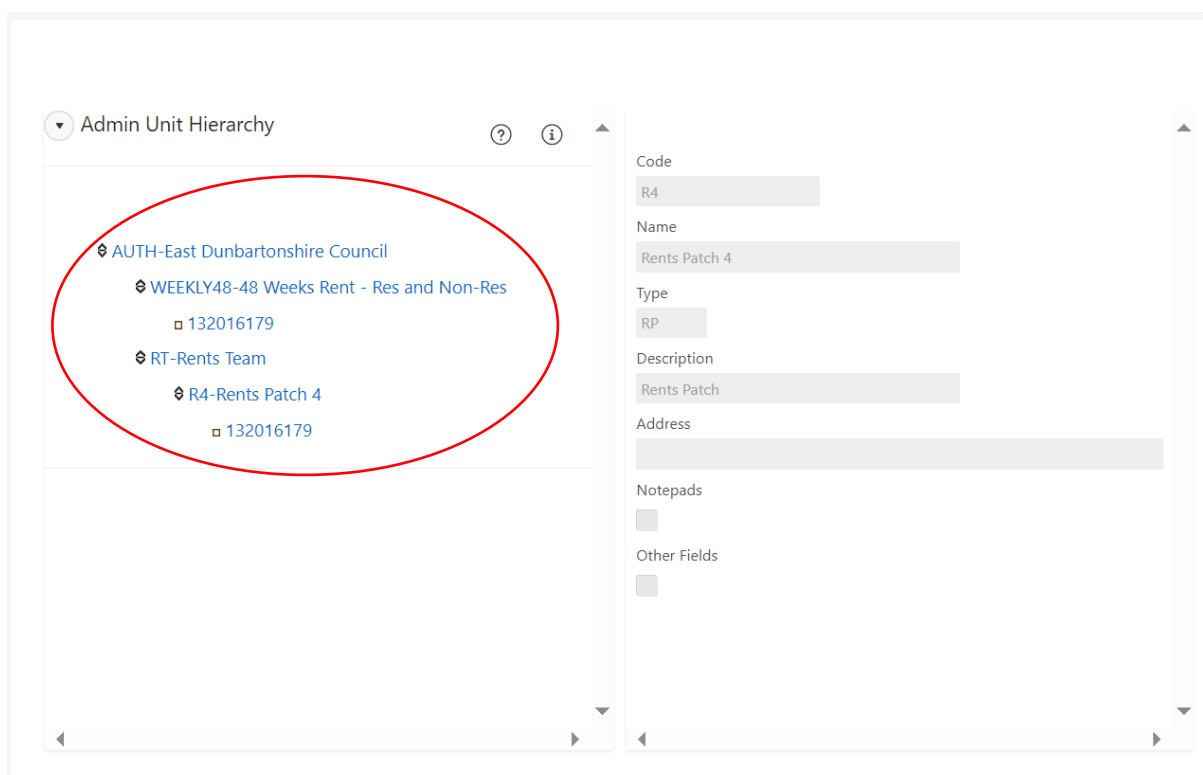 Admin Unit Hierarchy
AUTH-East Dunbartonshire Council
WEEKLY48-48 Weeks Rent - Res and Non-Res
132016179
RT-Rents Team
R4-Rents Patch 4
132016179
Code
R4
Name
Rents Patch 4
Type
RP
Description
Rents Patch
Address
Notepads
Other Fields